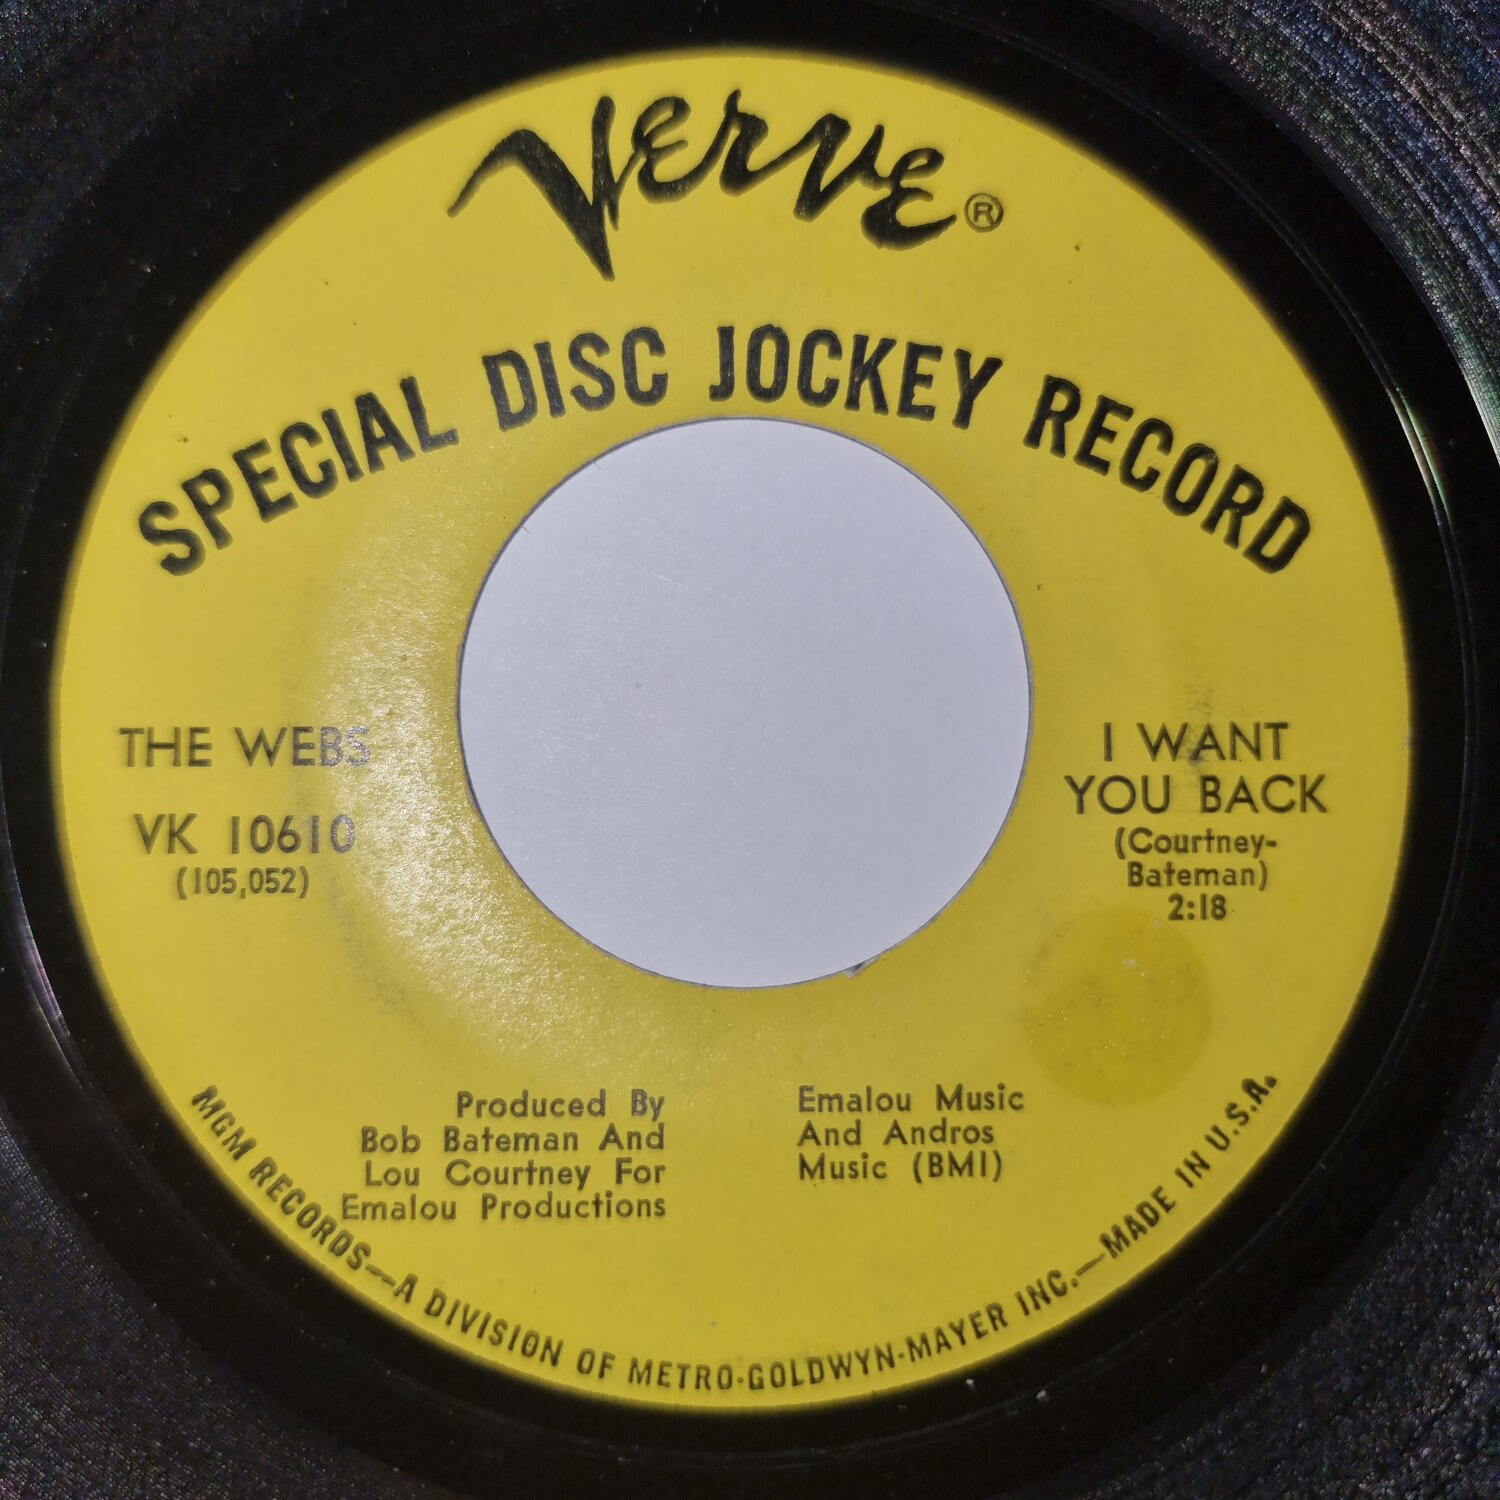 Verve®
SPECIAL DISC JOCKEY RECORD
THE WEBS
VK 10610
(105,052)
I WANT
YOU BACK
(Courtney-
Bateman)
2:18
Produced By
Bob Bateman And
Lou Courtney For
Emalou Productions
Emalou Music
And Andros
Music (BMI)
MGM RECORDS—A DIVISION OF METRO-GOLDWYN-MAYER INC.—MADE IN U.S.A.